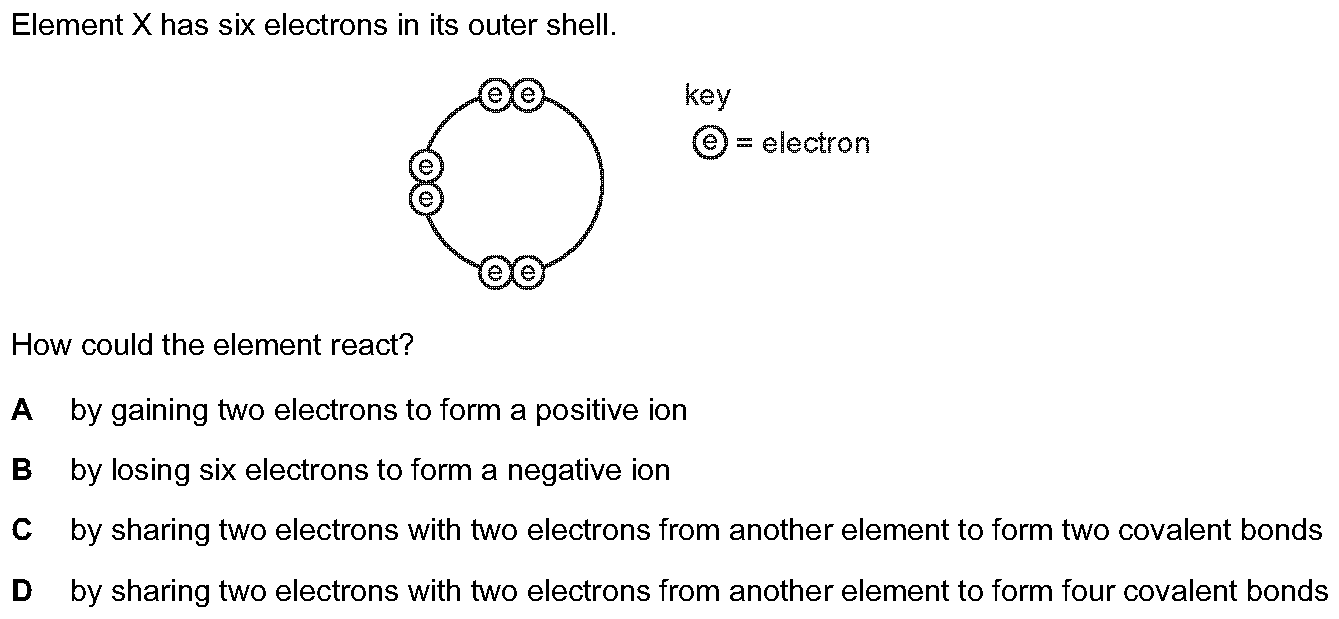 Element X has six electrons in its outer shell.
e e
key
e = electron
e
e
e e
How could the element react?
A by gaining two electrons to form a positive ion
B by losing six electrons to form a negative ion
C by sharing two electrons with two electrons from another element to form two covalent bonds
D by sharing two electrons with two electrons from another element to form four covalent bonds